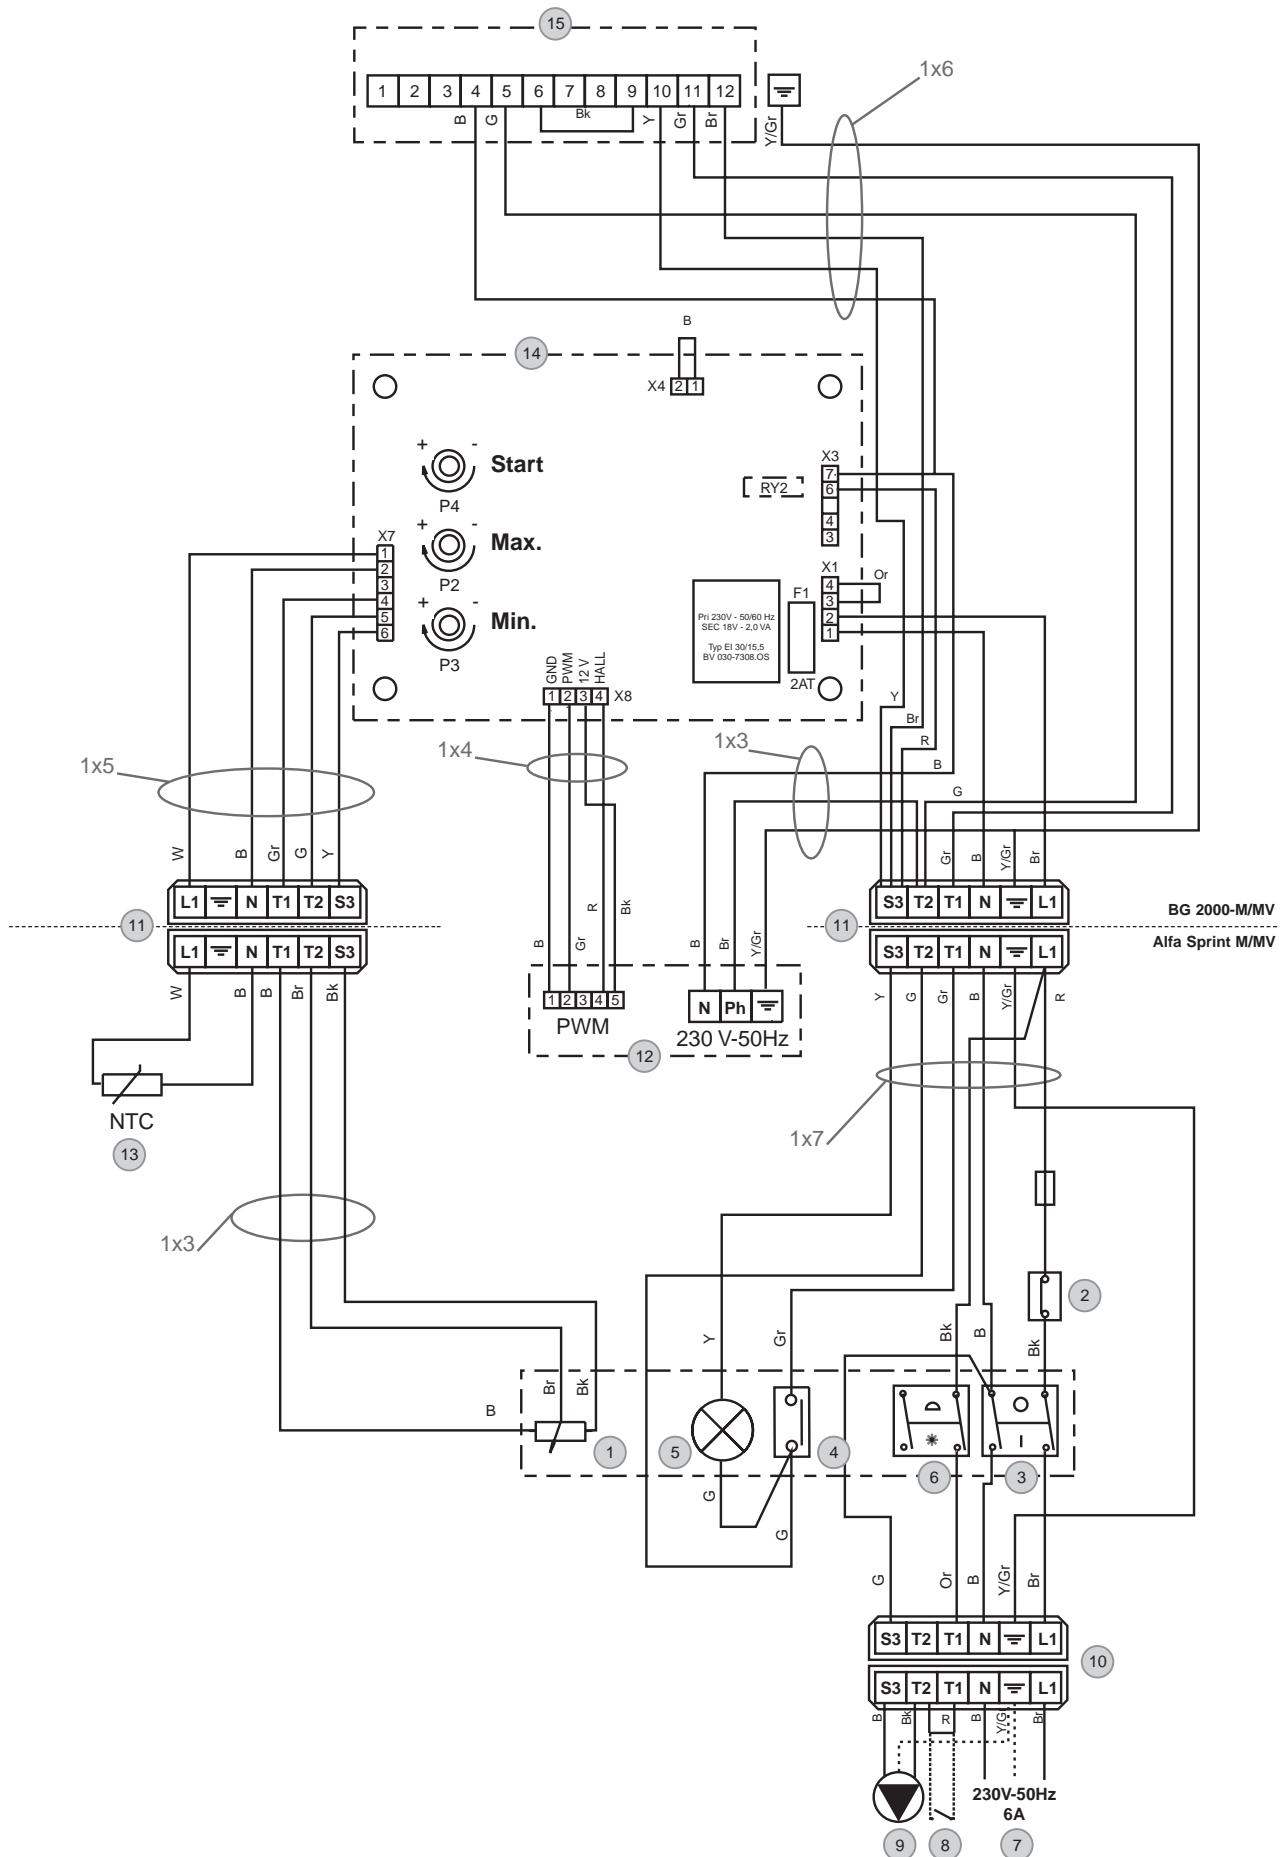 15
1x6
1 2 3 4 5 6 7 8 9 10 11 12
B G Bk Y Gr Br Y/Gr
14
B
X4 2 1
+ - Start
P4
X3
7
6
4
3
RY2
X7
1
2
3
4
5
6
+ - Max.
P2
+ - Min.
P3
X1
4
3
2
1
Or
F1
Pri 230V - 50/60 Hz
SEC 18V - 2,0 VA
Typ EI 30/15,5
BV 030-7308.OS
2AT
GND PWM 12 V HALL
1 2 3 4 X8
Y
Br
R
B
G
1x5
1x4
1x3
W B Gr G Y
Gr B Y/Gr Br
L1 N T1 T2 S3
S3 T2 T1 N L1
11
11
BG 2000-M/MV
Alfa Sprint M/MV
L1 N T1 T2 S3
S3 T2 T1 N L1
B Gr R Bk
B Br Y/Gr
W B B Br Bk
Y G Gr B Y/Gr R
1 2 3 4 5
PWM
N Ph
230 V-50Hz
12
NTC
13
1x7
1x3
2
Y Gr Bk B Bk
Br Bk
B
1
5
4
6
3
I
G
G
G Or B Y/Gr Br
S3 T2 T1 N L1
10
S3 T2 T1 N L1
B Bk R B Y/Gr Br
230V-50Hz
6A
9
8
7